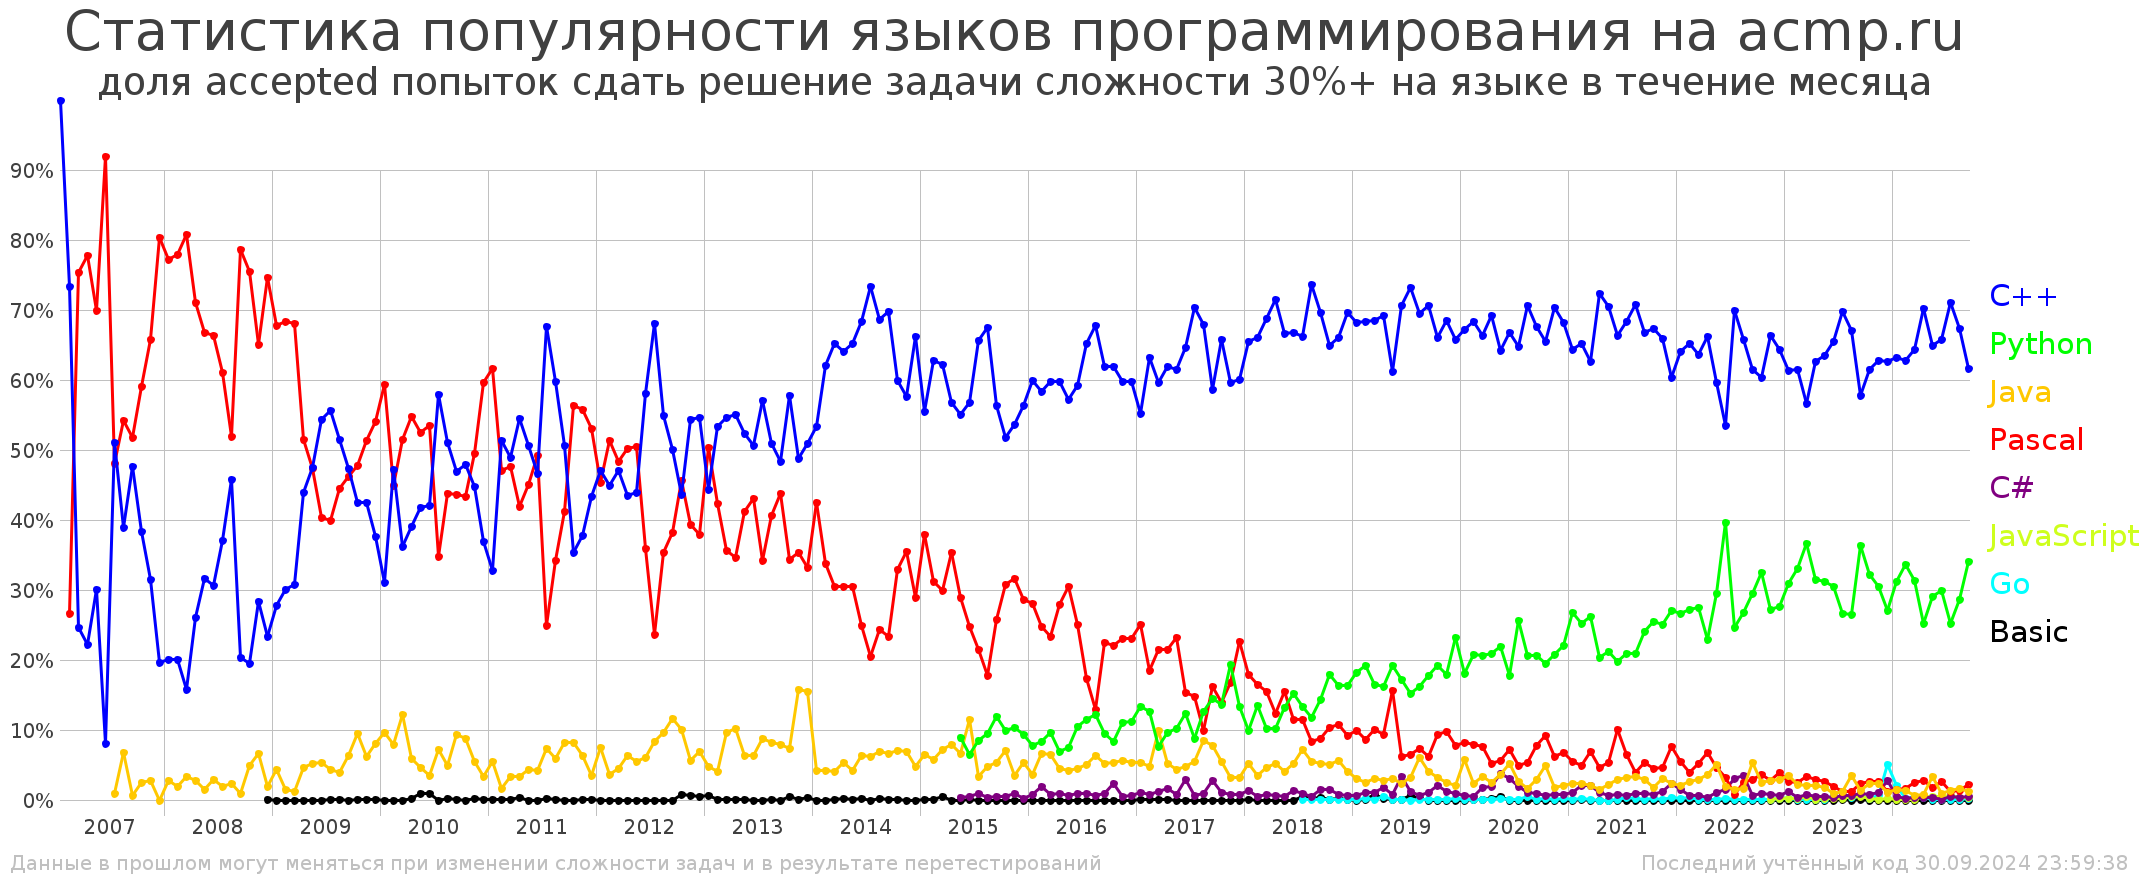 Статистика популярности языков программирования на acmp.ru
доля accepted попыток сдать решение задачи сложности 30%+ на языке в течение месяца
90%
80%
70%
60%
50%
40%
30%
20%
10%
0%
2007 2008 2009 2010 2011 2012 2013 2014 2015 2016 2017 2018 2019 2020 2021 2022 2023
C++
Python
Java
Pascal
C#
JavaScript
Go
Basic
Данные в прошлом могут меняться при изменении сложности задач и в результате перетестирований
Последний учтённый код 30.09.2024 23:59:38